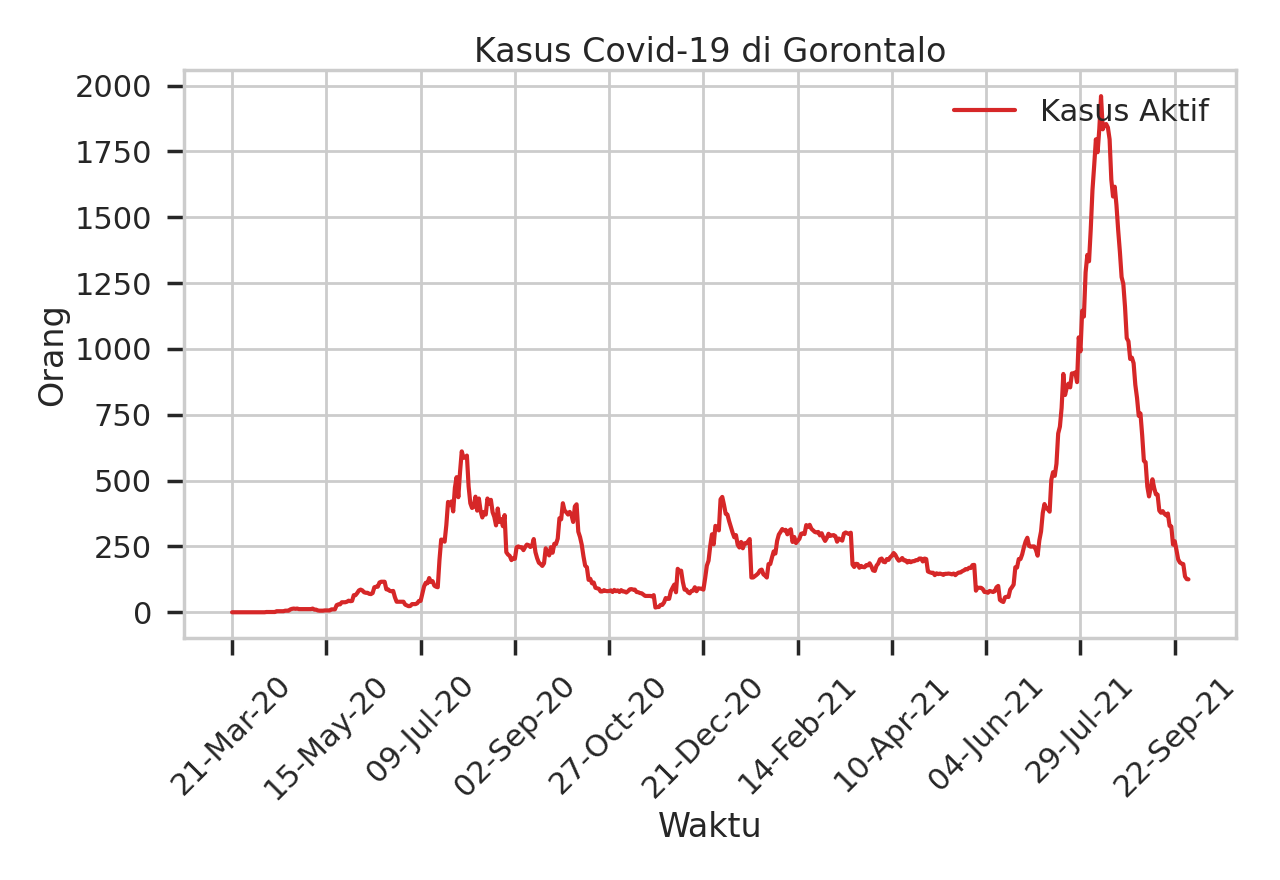 Kasus Covid-19 di Gorontalo
Kasus Aktif
2000
1750
1500
1250
1000
750
500
250
0
Orang
21-Mar-20
15-May-20
09-Jul-20
02-Sep-20
27-Oct-20
21-Dec-20
14-Feb-21
10-Apr-21
04-Jun-21
29-Jul-21
22-Sep-21
Waktu